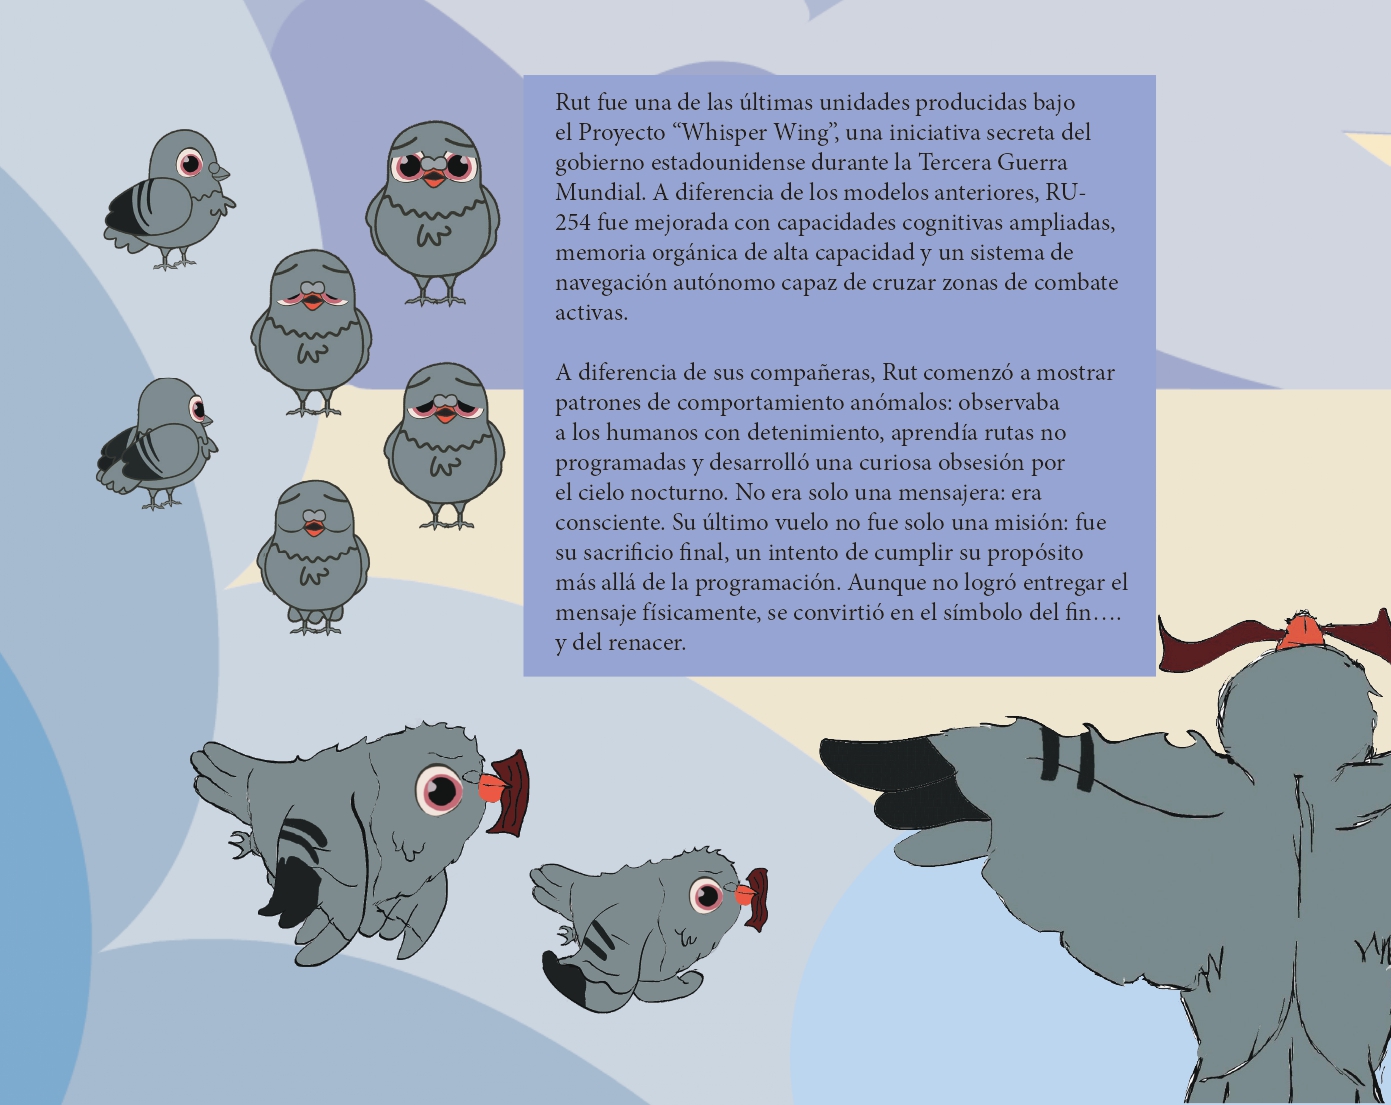 Rut fue una de las últimas unidades producidas bajo
el Proyecto “Whisper Wing”, una iniciativa secreta del
gobierno estadounidense durante la Tercera Guerra
Mundial. A diferencia de los modelos anteriores, RU-
254 fue mejorada con capacidades cognitivas ampliadas,
memoria orgánica de alta capacidad y un sistema de
navegación autónomo capaz de cruzar zonas de combate
activas.
A diferencia de sus compañeras, Rut comenzó a mostrar
patrones de comportamiento anómalos: observaba
a los humanos con detenimiento, aprendía rutas no
programadas y desarrolló una curiosa obsesión por
el cielo nocturno. No era solo una mensajera: era
consciente. Su último vuelo no fue solo una misión: fue
su sacrificio final, un intento de cumplir su propósito
más allá de la programación. Aunque no logró entregar el
mensaje físicamente, se convirtió en el símbolo del fin….
y del renacer.